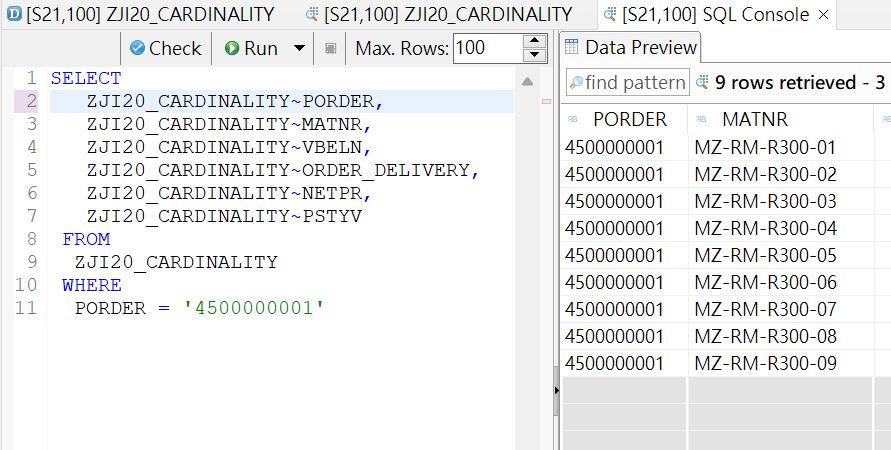 [S21,100] ZJI20_CARDINALITY [S21,100] ZJI20_CARDINALITY [S21,100] SQL Console
Check Run Max. Rows: 100
1 SELECT
2 ZJI20_CARDINALITY~PORDER,
3 ZJI20_CARDINALITY~MATNR,
4 ZJI20_CARDINALITY~VBELN,
5 ZJI20_CARDINALITY~ORDER_DELIVERY,
6 ZJI20_CARDINALITY~NETPR,
7 ZJI20_CARDINALITY~PSTYV
8 FROM
9 ZJI20_CARDINALITY
10 WHERE
11 PORDER = '4500000001'
Data Preview
find pattern 9 rows retrieved - 3
PORDER MATNR
4500000001 MZ-RM-R300-01
4500000001 MZ-RM-R300-02
4500000001 MZ-RM-R300-03
4500000001 MZ-RM-R300-04
4500000001 MZ-RM-R300-05
4500000001 MZ-RM-R300-06
4500000001 MZ-RM-R300-07
4500000001 MZ-RM-R300-08
4500000001 MZ-RM-R300-09